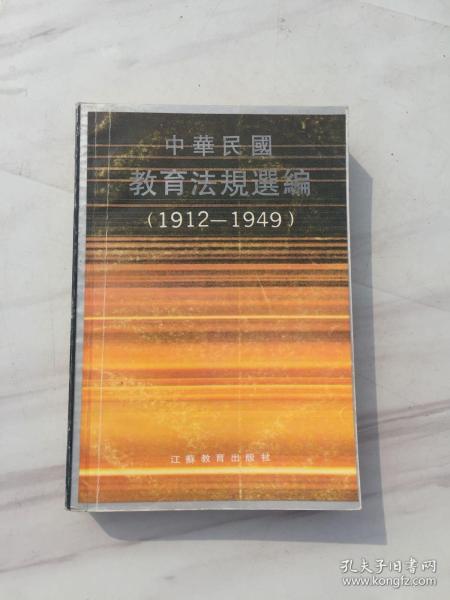 中華民國
教育法規選編
(1912—1949)
江蘇教育出版社
孔夫子旧书网
www.kongfz.com